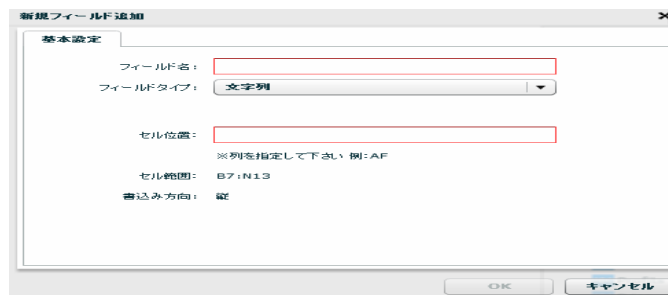 新規フィールド追加
基本設定
フィールド名:
フィールドタイプ: 文字列
セル位置:
※列を指定して下さい 例:AF
セル範囲: B7:N13
書込み方向: 縦
OK キャンセル